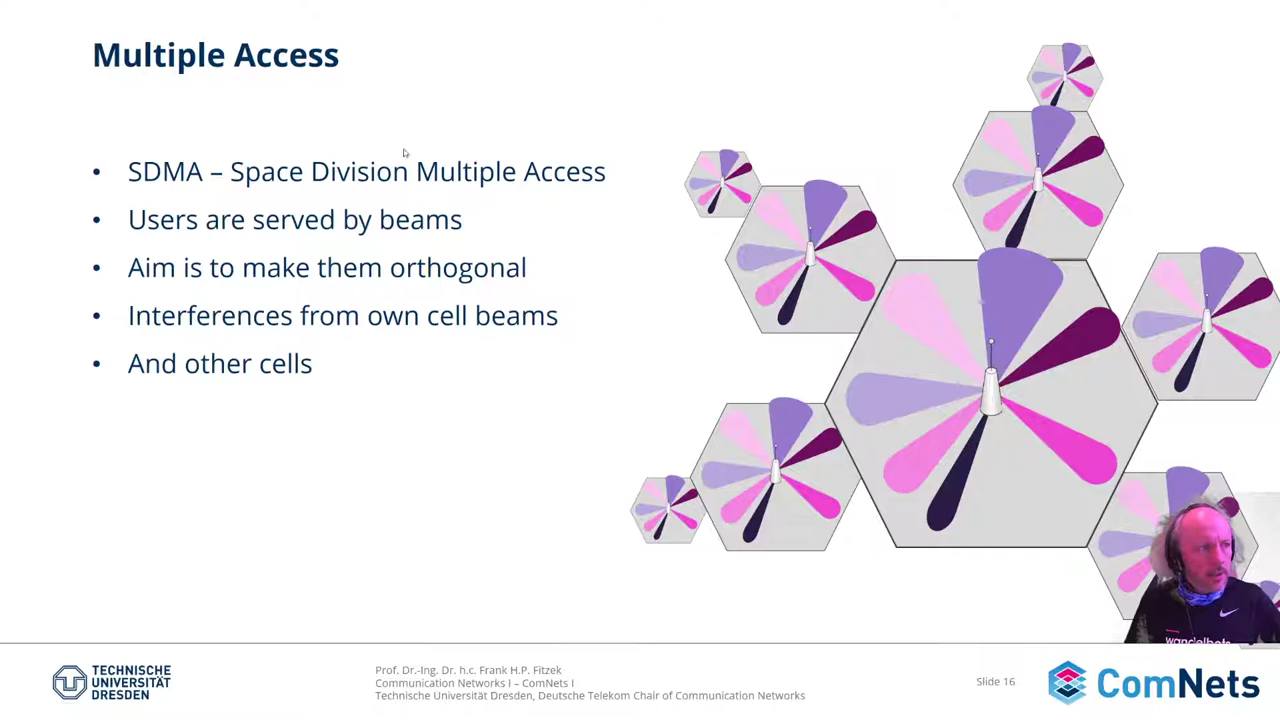 Multiple Access
• SDMA – Space Division Multiple Access
• Users are served by beams
• Aim is to make them orthogonal
• Interferences from own cell beams
• And other cells
wandelbots
TECHNISCHE
UNIVERSITÄT
DRESDEN
Prof. Dr.-Ing. Dr. h.c. Frank H.P. Fitzek
Communication Networks I – ComNets I
Technische Universität Dresden, Deutsche Telekom Chair of Communication Networks
Slide 16
ComNets